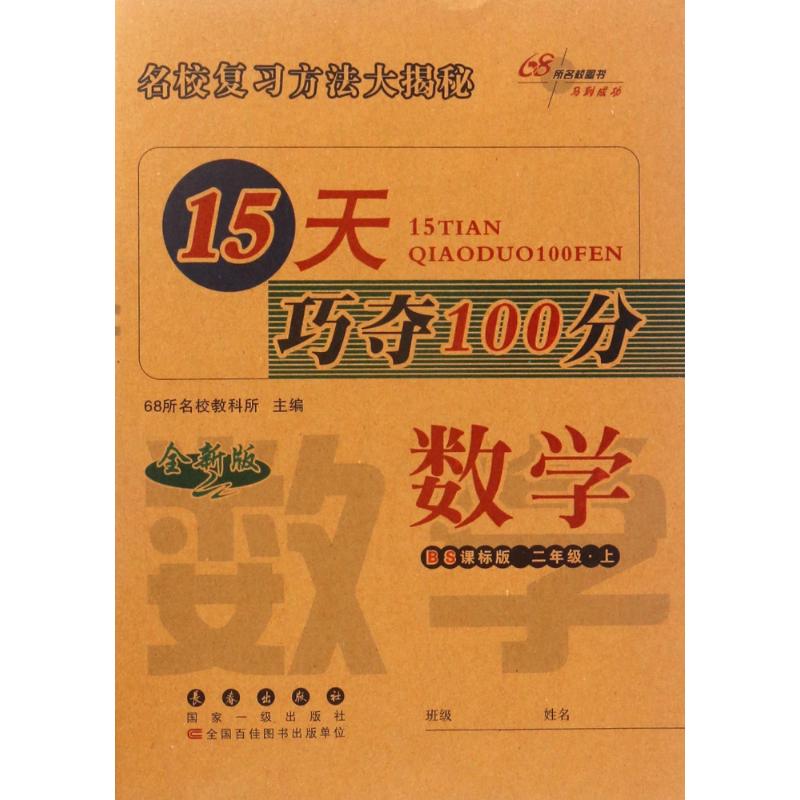 名校复习方法大揭秘
68所名校图书
马到成功
15天
15TIAN
QIAODUO100FEN
巧夺100分
68所名校教科所 主编
全新版
数学
数学
BS课标版 二年级·上
长春出版社
国家一级出版社
全国百佳图书出版单位
班级 姓名